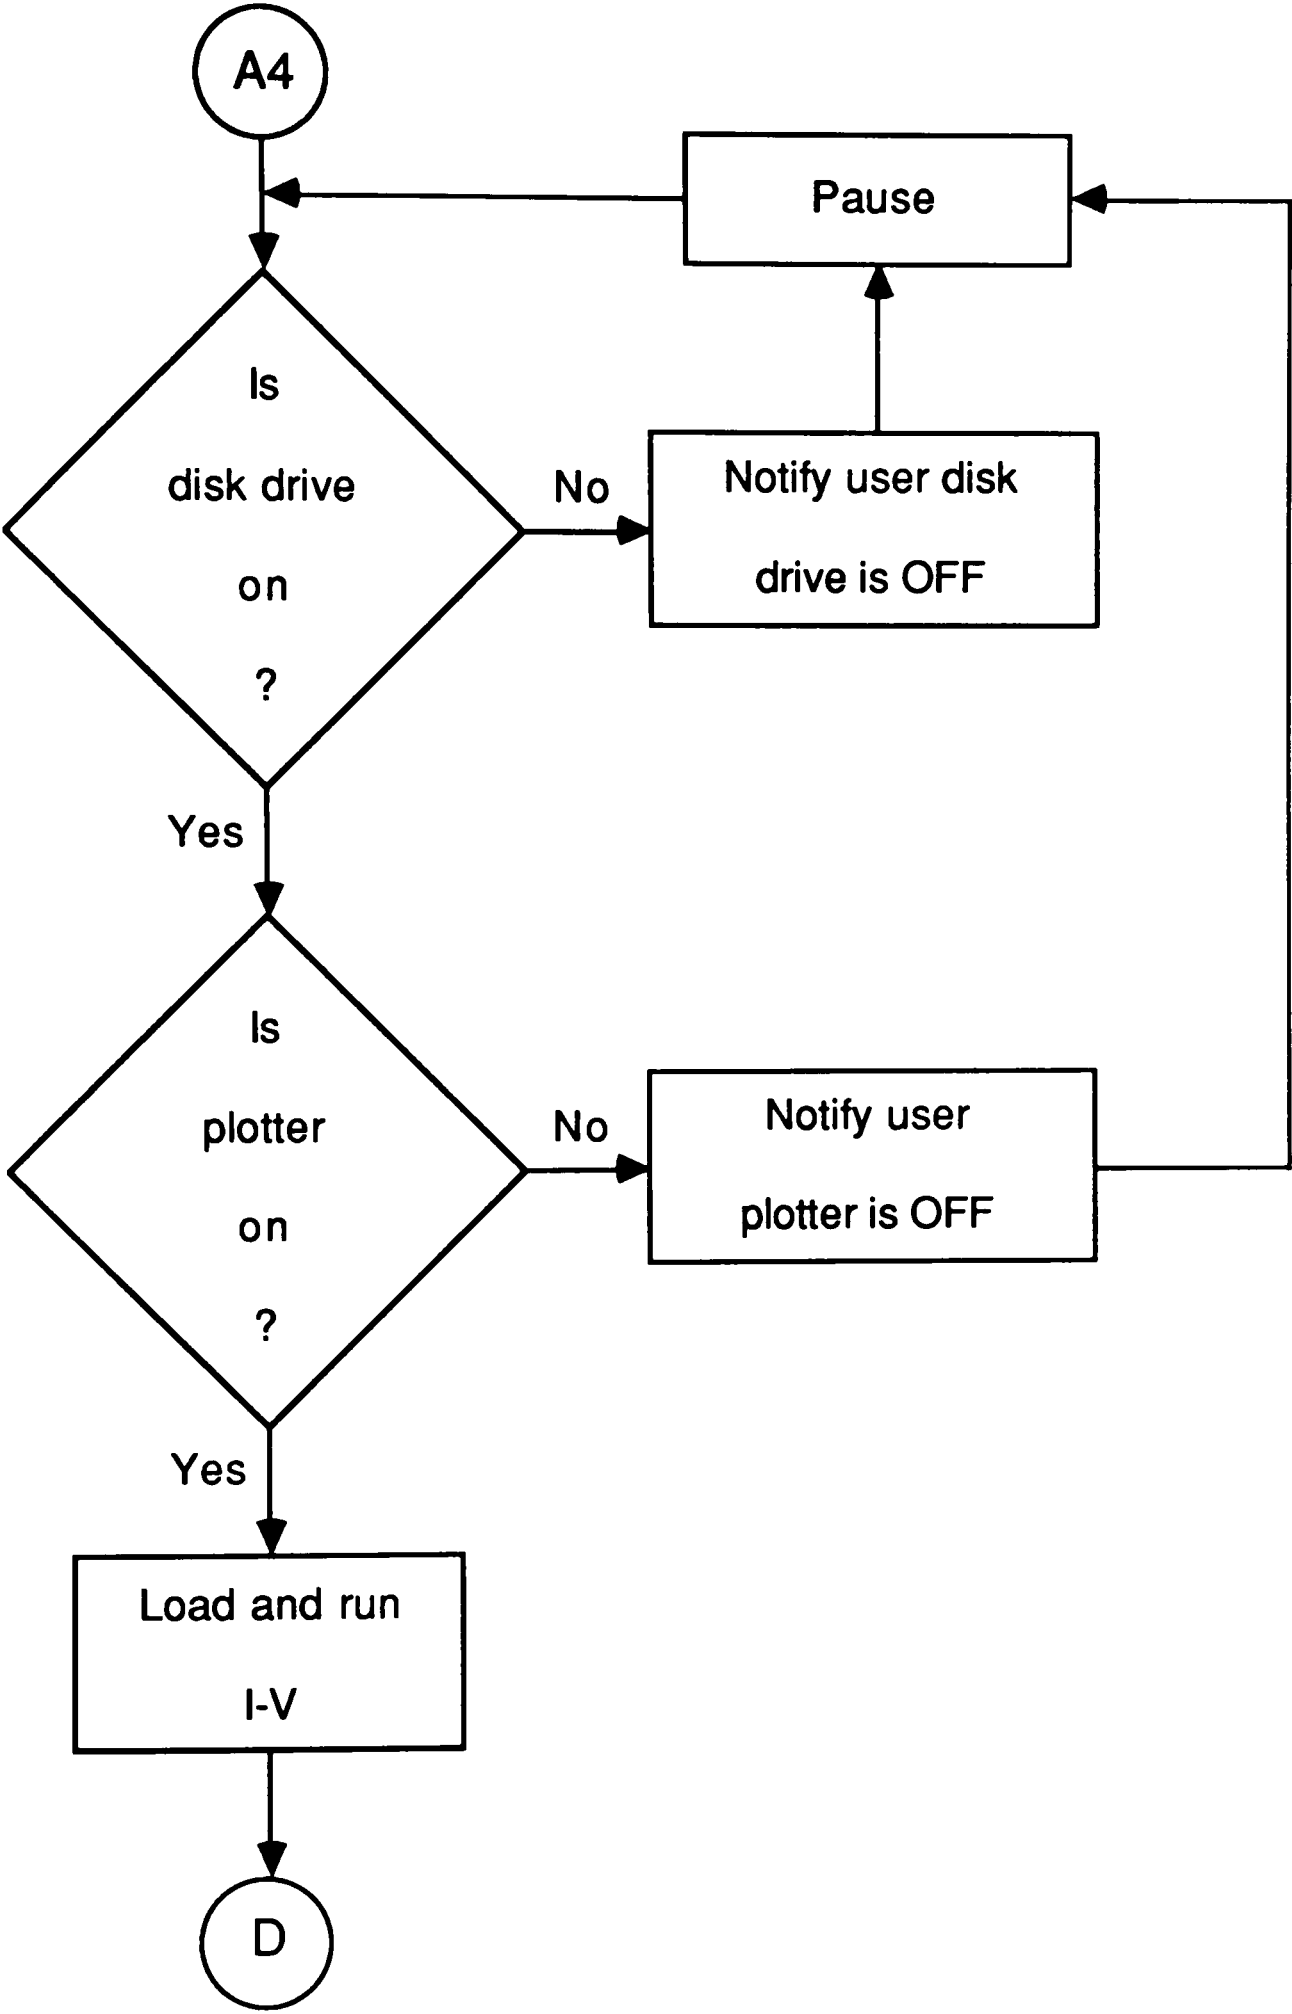 A4
Pause
Is
disk drive
on
?
No
Notify user disk
drive is OFF
Yes
Is
plotter
on
?
No
Notify user
plotter is OFF
Yes
Load and run
I-V
D